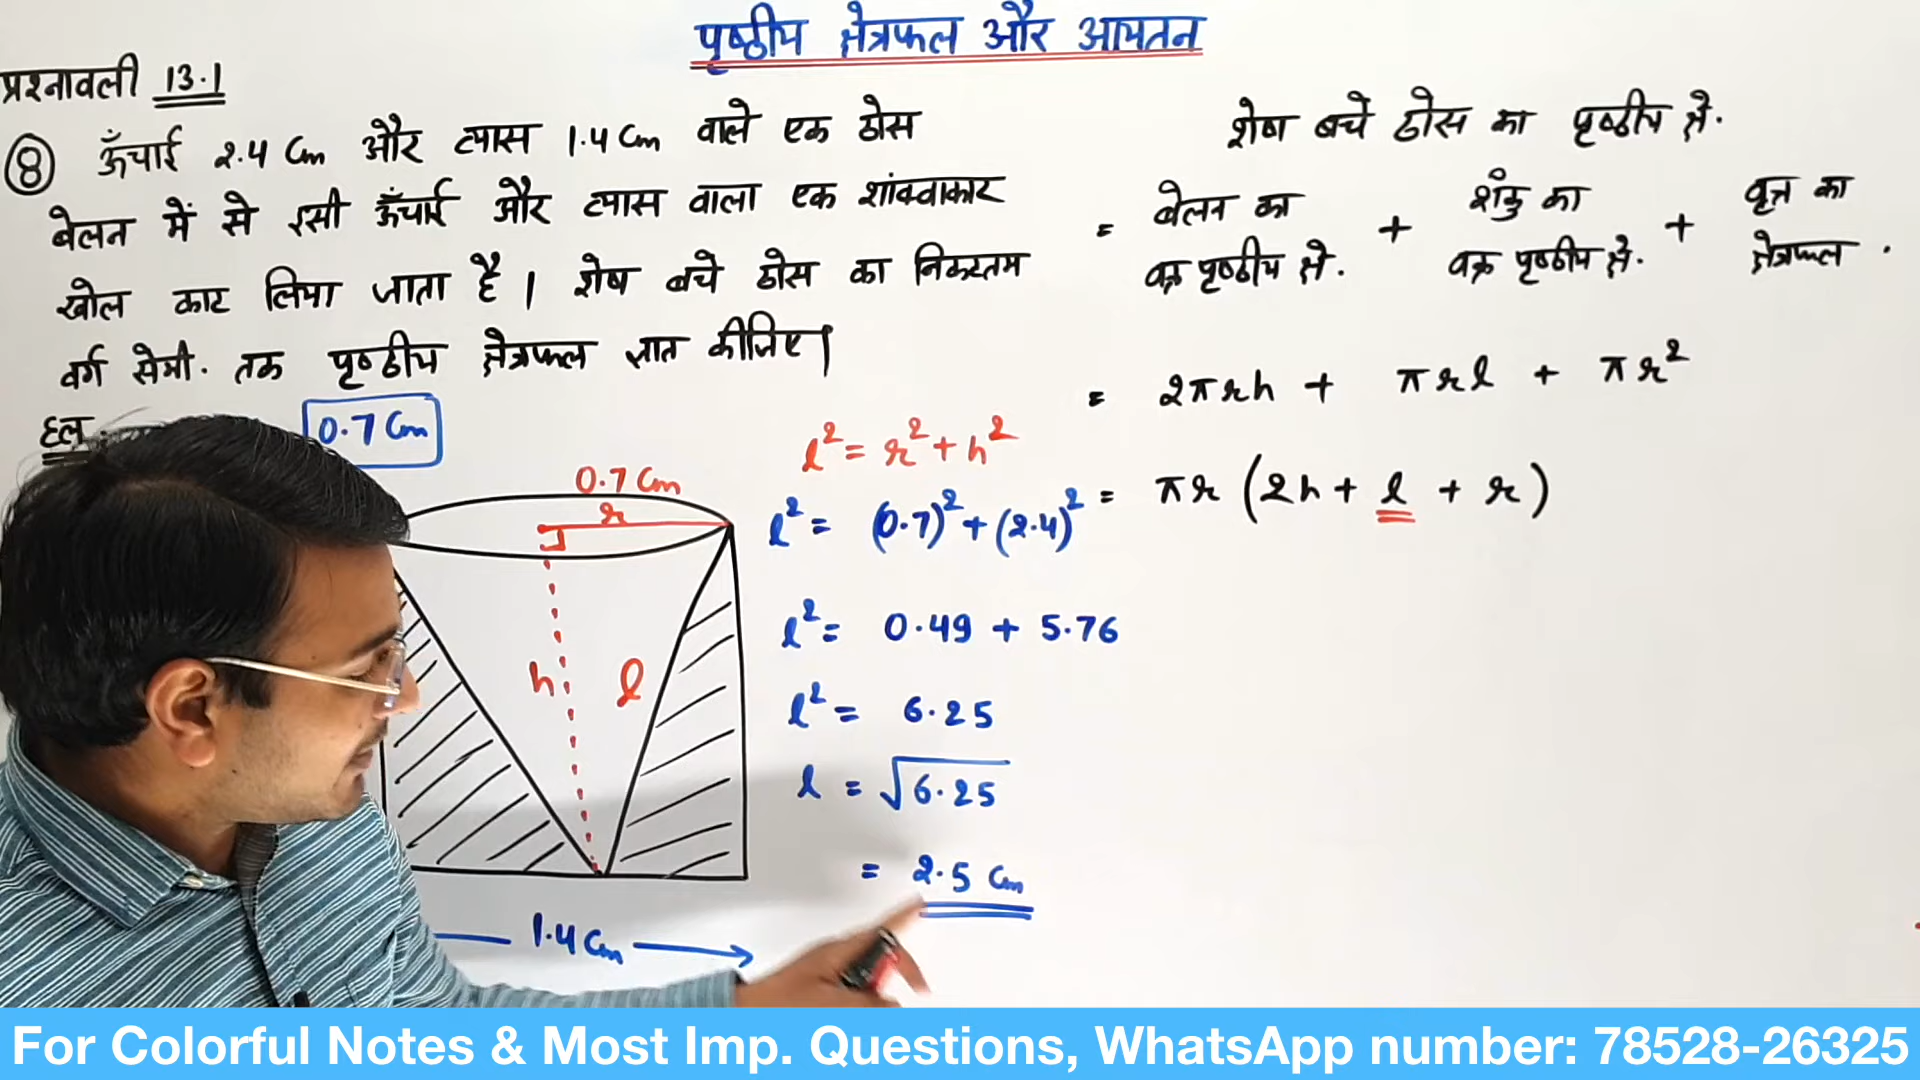 पृष्ठीय क्षेत्रफल और आयतन
प्रश्नावली 13.1
8 ऊँचाई 2.4 Cm और व्यास 1.4 Cm वाले एक ठोस
बेलन में से इसी ऊँचाई और व्यास वाला एक शांक्वाकार
खोल काट लिया जाता है। शेष बचे ठोस का निकटतम
वर्ग सेमी. तक पृष्ठीय क्षेत्रफल ज्ञात कीजिए।
हल
0.7 Cm
0.7 Cm
r
h
l
1.4 Cm
l² = r² + h²
l² = (0.7)² + (2.4)²
l² = 0.49 + 5.76
l² = 6.25
l = √6.25
= 2.5 Cm
शेष बचे ठोस का पृष्ठीय क्षे.
= बेलन का + शंकु का + वृत्त का
वक्र पृष्ठीय क्षे. वक्र पृष्ठीय क्षे. क्षेत्रफल .
= 2πrh + πrl + πr²
= πr (2h + l + r)
For Colorful Notes & Most Imp. Questions, WhatsApp number: 78528-26325